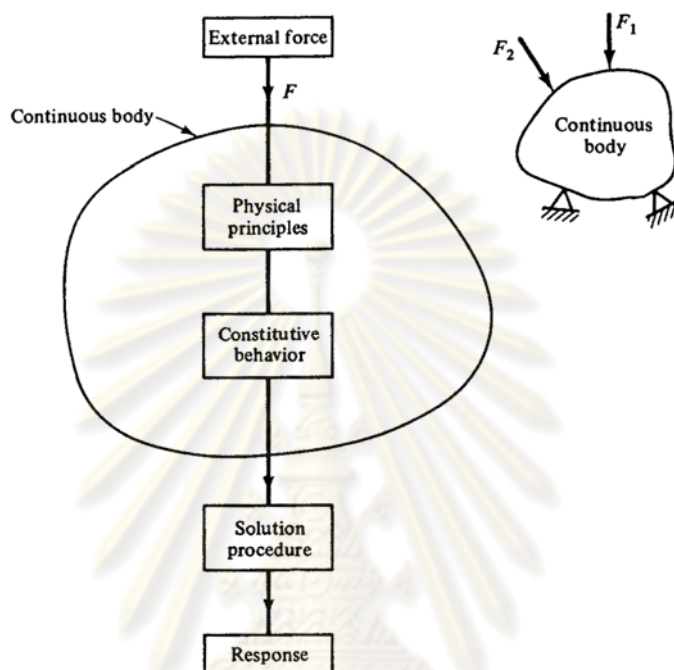 External force
F
Continuous body
Physical
principles
Constitutive
behavior
Solution
procedure
Response
F₂
F₁
Continuous
body